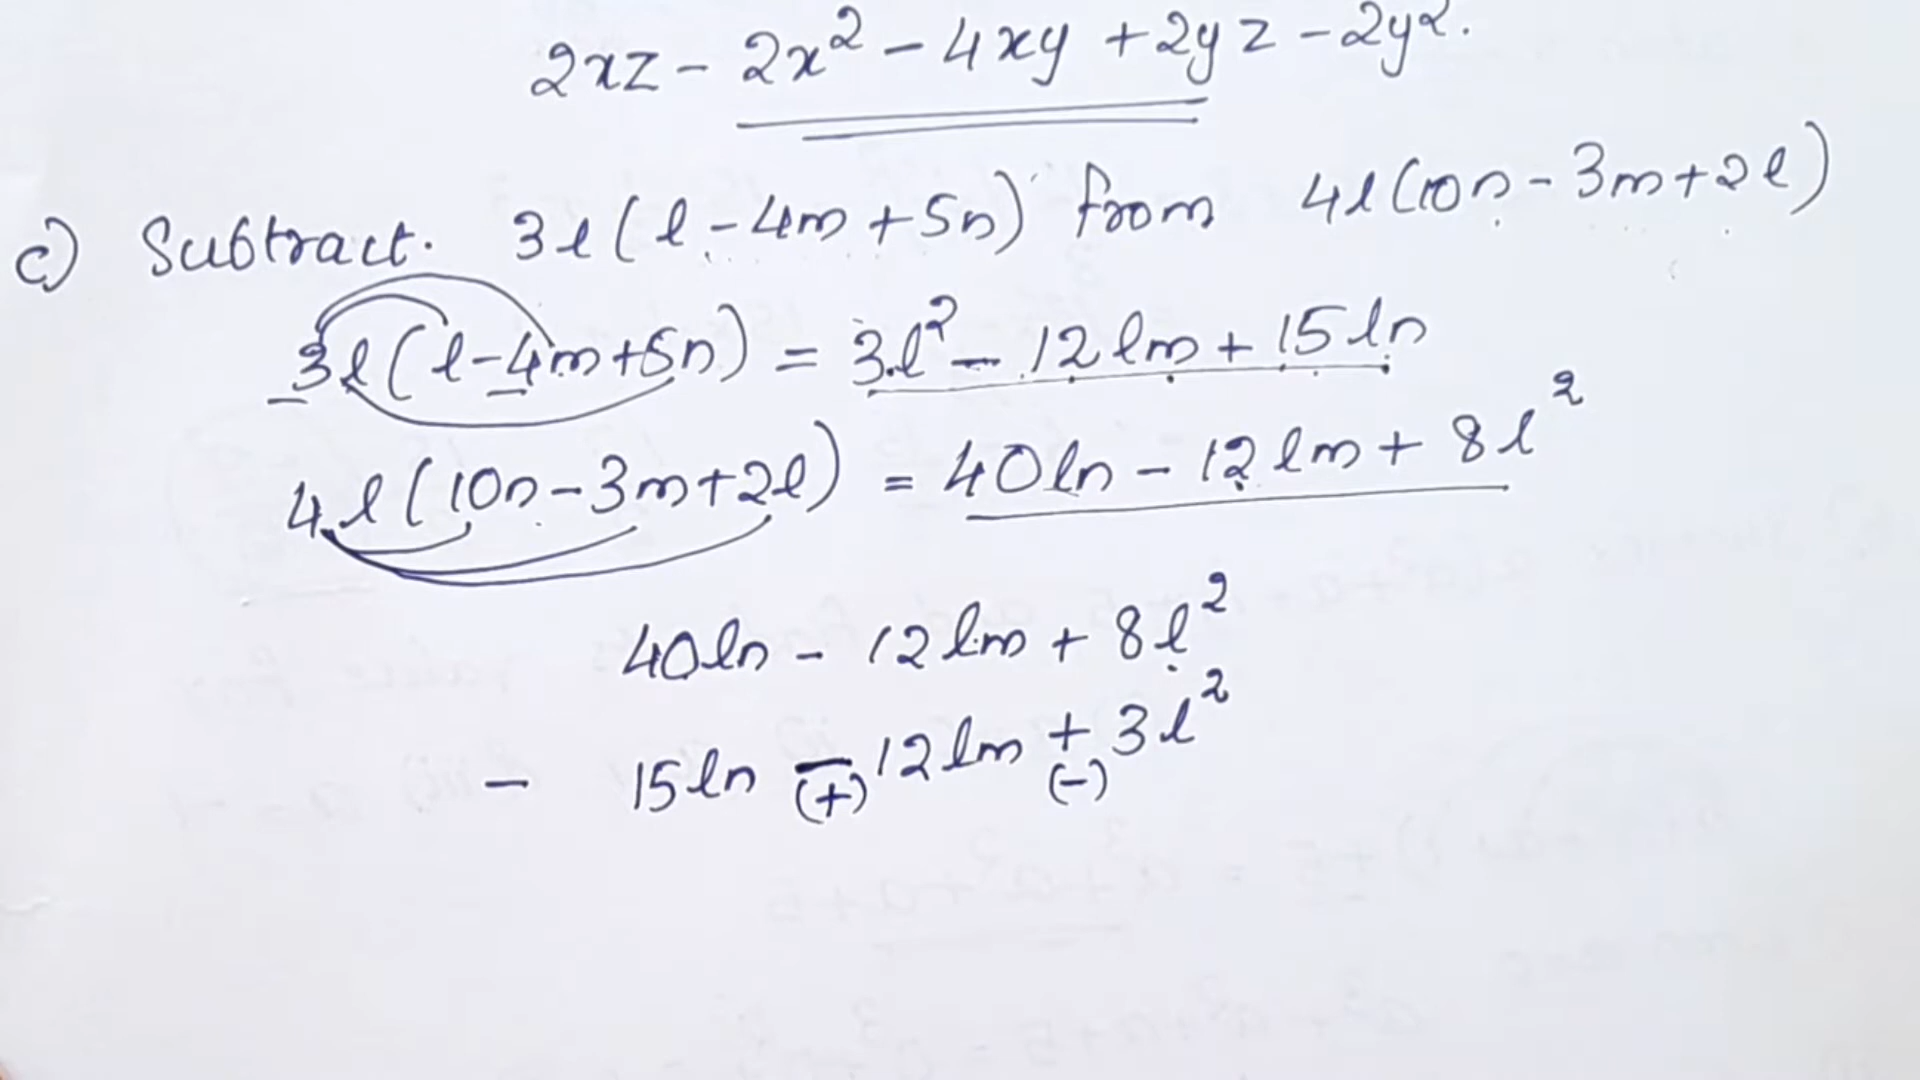 2xz - 2x² - 4xy + 2yz - 2y².
c) Subtract. 3l(l - 4m + 5n) from 4l(10n - 3m + 2l)
3l(l - 4m + 5n) = 3l² - 12lm + 15ln
4l(10n - 3m + 2l) = 40ln - 12lm + 8l²
40ln - 12lm + 8l²
- 15ln - 12lm + 3l²
(+) (-)